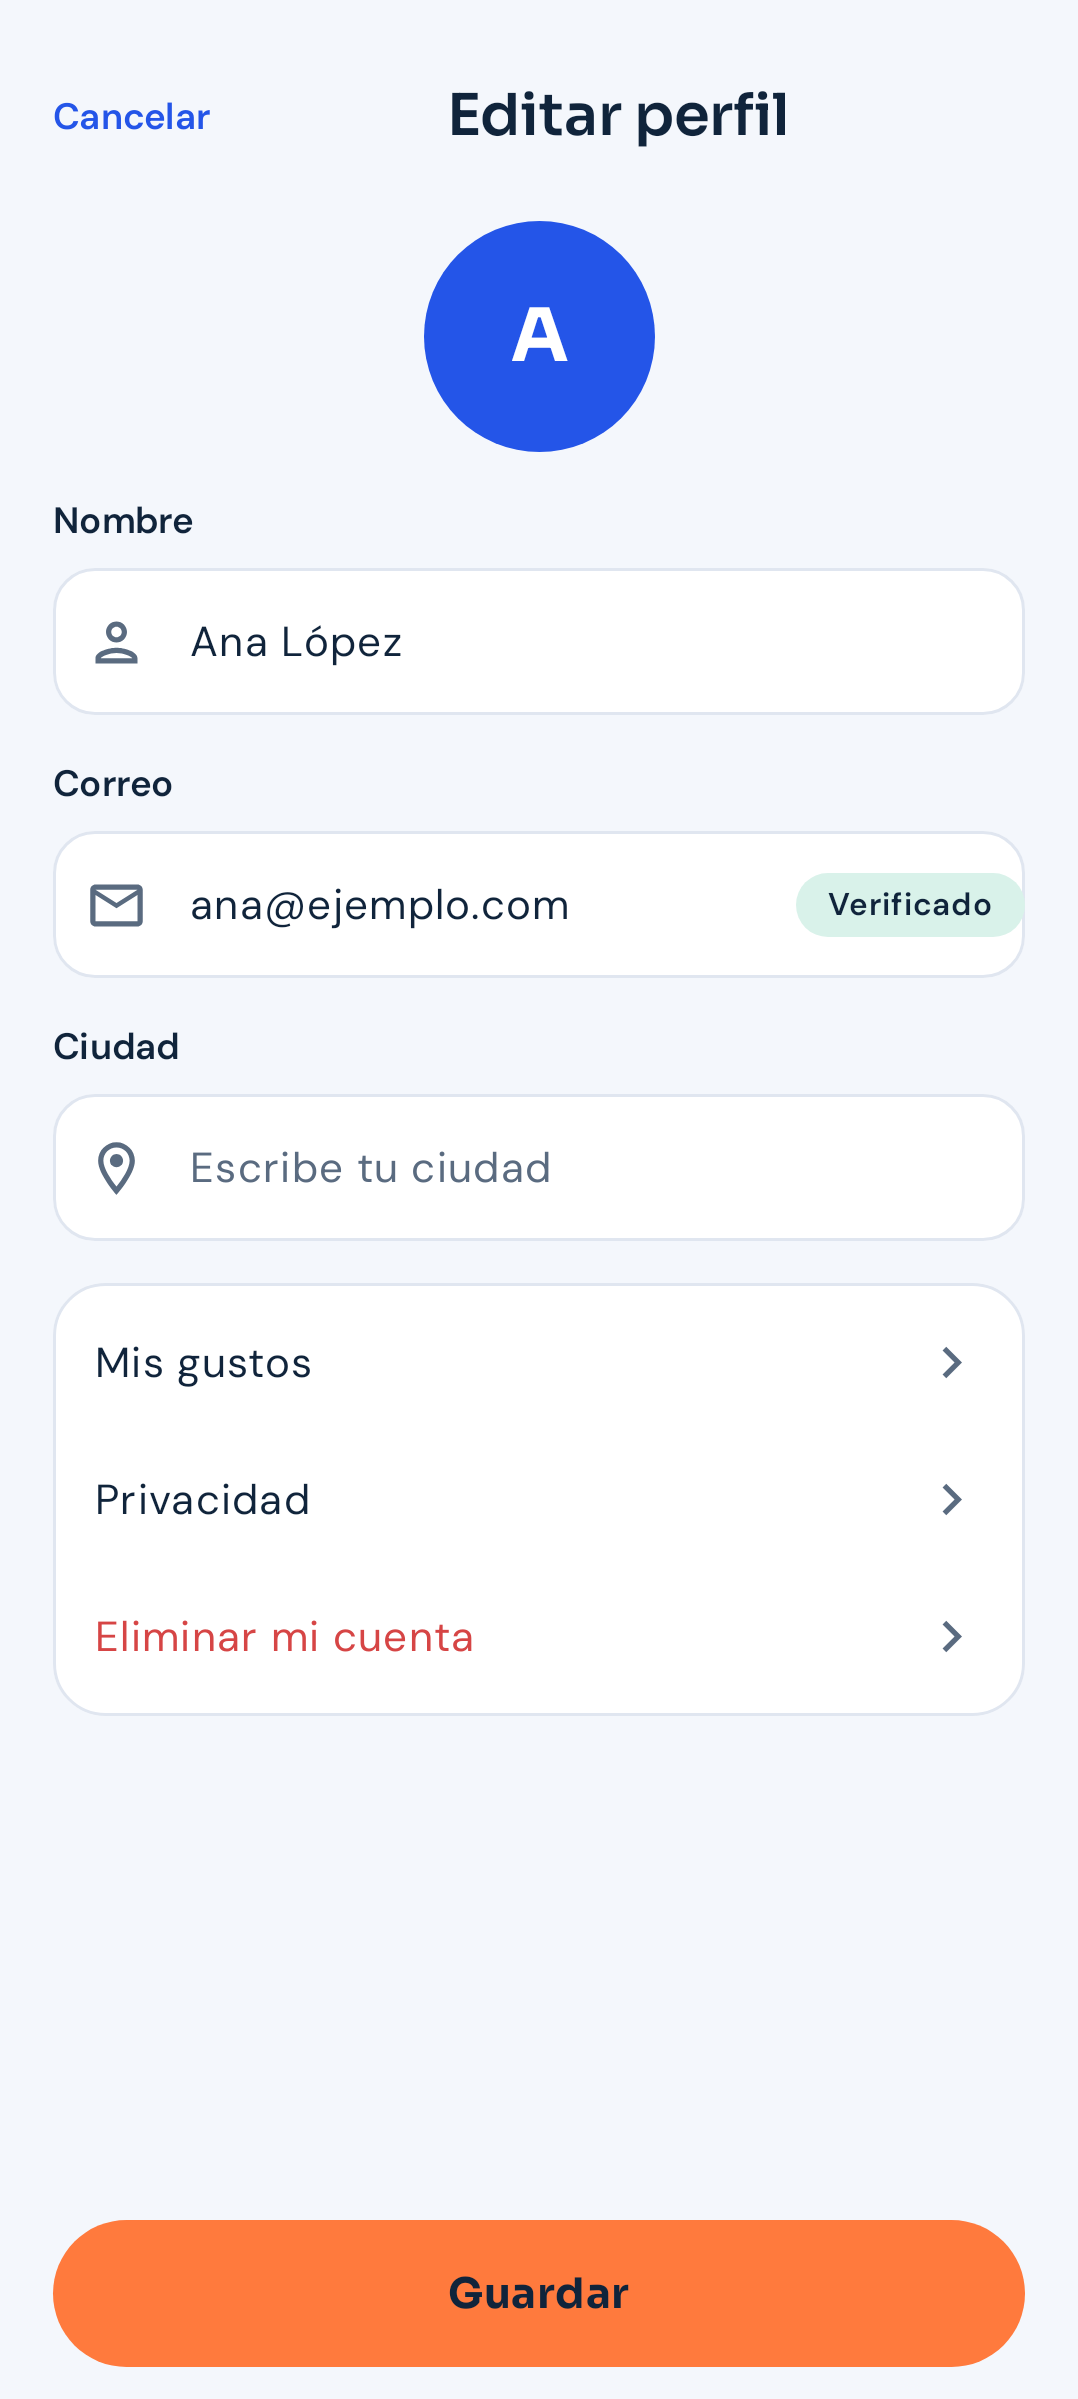 Cancelar
Editar perfil
A
Nombre
Ana López
Correo
ana@ejemplo.com
Verificado
Ciudad
Escribe tu ciudad
Mis gustos
Privacidad
Eliminar mi cuenta
Guardar